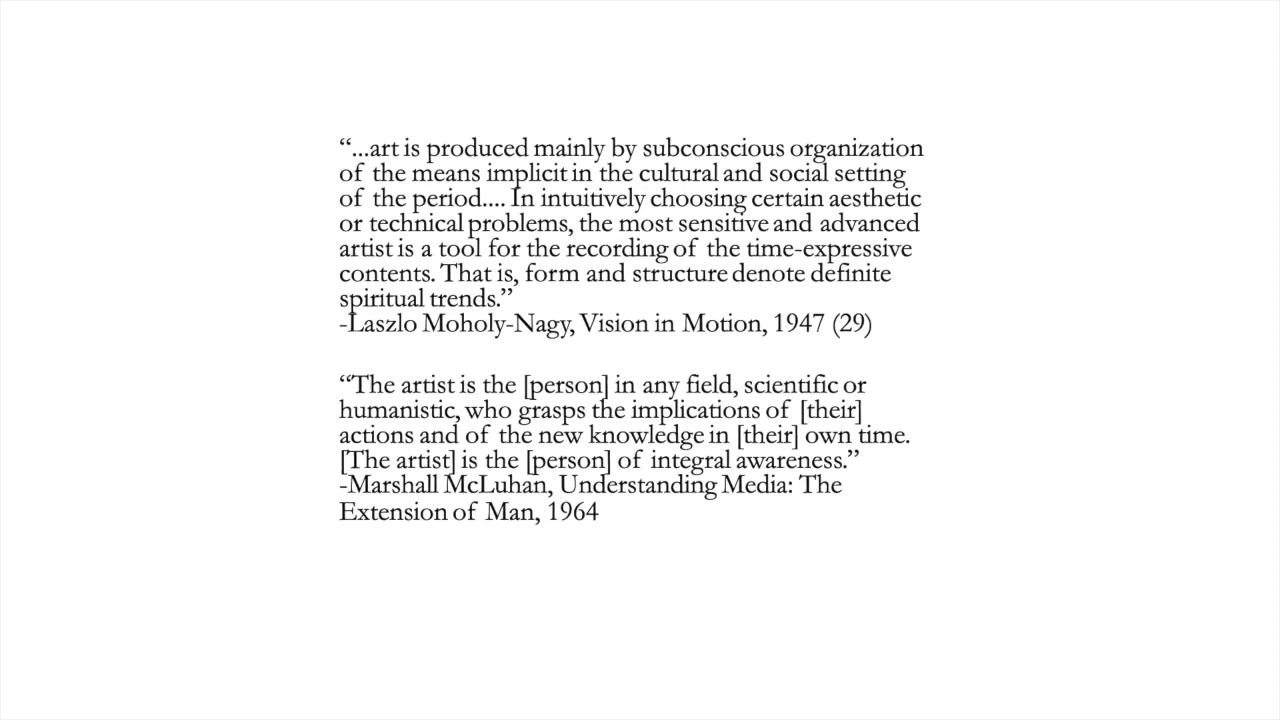 “...art is produced mainly by subconscious organization
of the means implicit in the cultural and social setting
of the period.... In intuitively choosing certain aesthetic
or technical problems, the most sensitive and advanced
artist is a tool for the recording of the time-expressive
contents. That is, form and structure denote definite
spiritual trends.”
-Laszlo Moholy-Nagy, Vision in Motion, 1947 (29)
“The artist is the [person] in any field, scientific or
humanistic, who grasps the implications of [their]
actions and of the new knowledge in [their] own time.
[The artist] is the [person] of integral awareness.”
-Marshall McLuhan, Understanding Media: The
Extension of Man, 1964